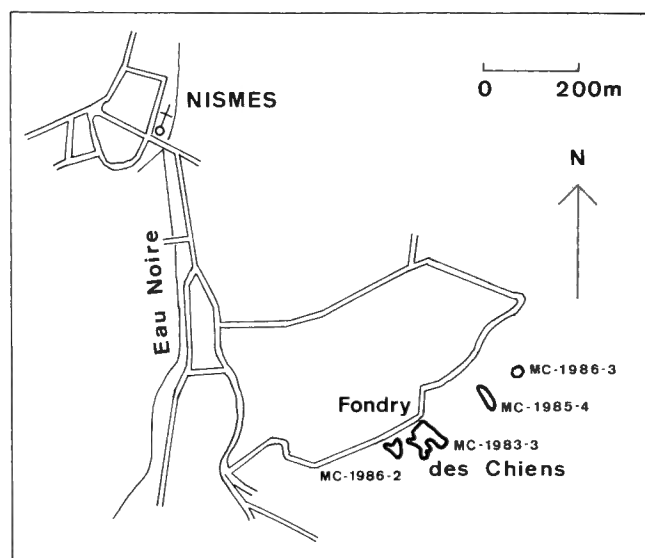 NISMES
0 200m
N
Eau Noire
MC-1986-3
MC-1985-4
Fondry
MC-1983-3
des Chiens
MC-1986-2